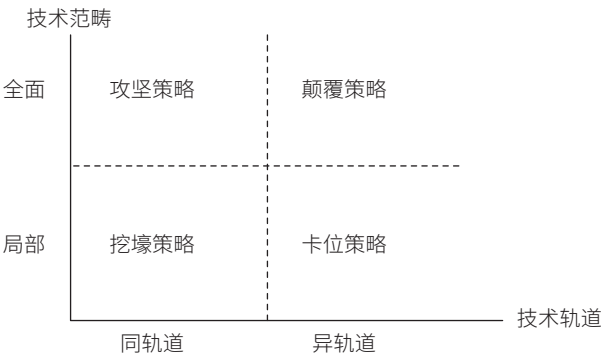 技术范畴
全面 攻坚策略 颠覆策略
局部 挖壕策略 卡位策略
技术轨道
同轨道 异轨道